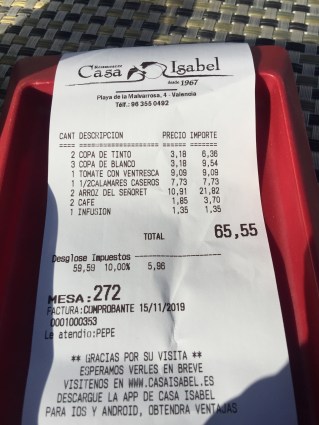 Restaurante
Casa Isabel
desde 1967
Playa de la Malvarrosa, 4 - Valencia
Télf.: 96 355 0492
CANT DESCRIPCION PRECIO IMPORTE
==== ====================== ====== =======
2 COPA DE TINTO 3,18 6,36
3 COPA DE BLANCO 3,18 9,54
1 TOMATE CON VENTRESCA 9,09 9,09
1 1/2CALAMARES CASEROS 7,73 7,73
2 ARROZ DEL SEÑORET 10,91 21,82
2 CAFE 1,85 3,70
1 INFUSION 1,35 1,35
TOTAL 65,55
Desglose Impuestos
59,59 10,00% 5,96
MESA: 272
FACTURA:CUMPROBANTE 15/11/2019
0001000353
Le atendio:PEPE
** GRACIAS POR SU VISITA **
ESPERAMOS VERLES EN BREVE
VISITENOS EN WWW.CASAISABEL.ES
DESCARGUE LA APP DE CASA ISABEL
PARA IOS Y ANDROID, OBTENDRA VENTAJAS